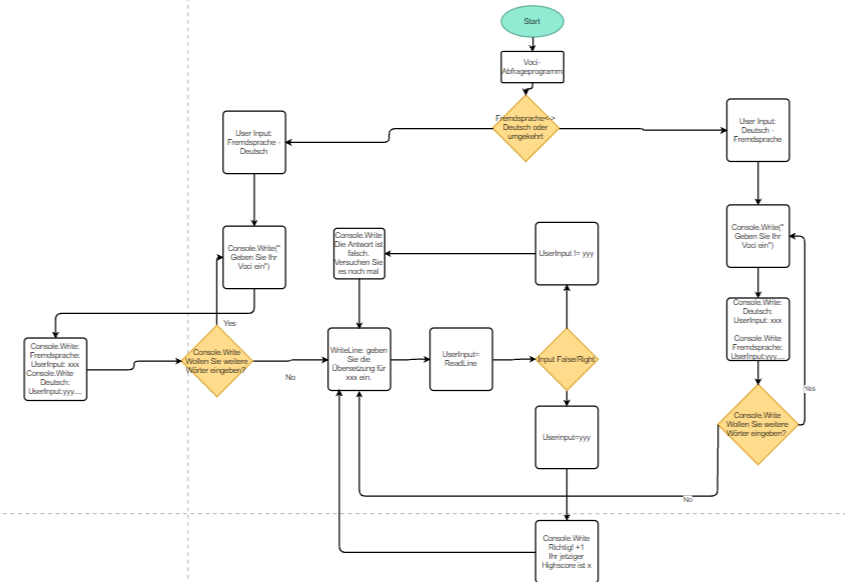 Start
Voci-
Abfrageprogramm
Fremdsprache<->
Deutsch oder
umgekehrt
User Input:
Fremdsprache -
Deutsch
User Input:
Deutsch -
Fremdsprache
Console.Write("
Geben Sie Ihr
Voci ein")
Console.Write
Die Antwort ist
falsch.
Versuchen Sie
es noch mal
UserInput != yyy
Console.Write("
Geben Sie Ihr
Voci ein")
Console.Write:
Deutsch:
UserInput: xxx
Console.Write
Fremdsprache:
UserInput:yyy....
Yes
Console.Write:
Fremdsprache:
UserInput: xxx
Console.Write
Deutsch:
UserInput:yyy....
Console.Write
Wollen Sie weitere
Wörter eingeben?
No
WriteLine: geben
Sie die
Übersetzung für
xxx ein.
UserInput=
ReadLine
Input False/Right
Yes
Userinput=yyy
Console.Write
Wollen Sie weitere
Wörter eingeben?
No
Console.Write
Richtig! +1
Ihr jetziger
Highscore ist x